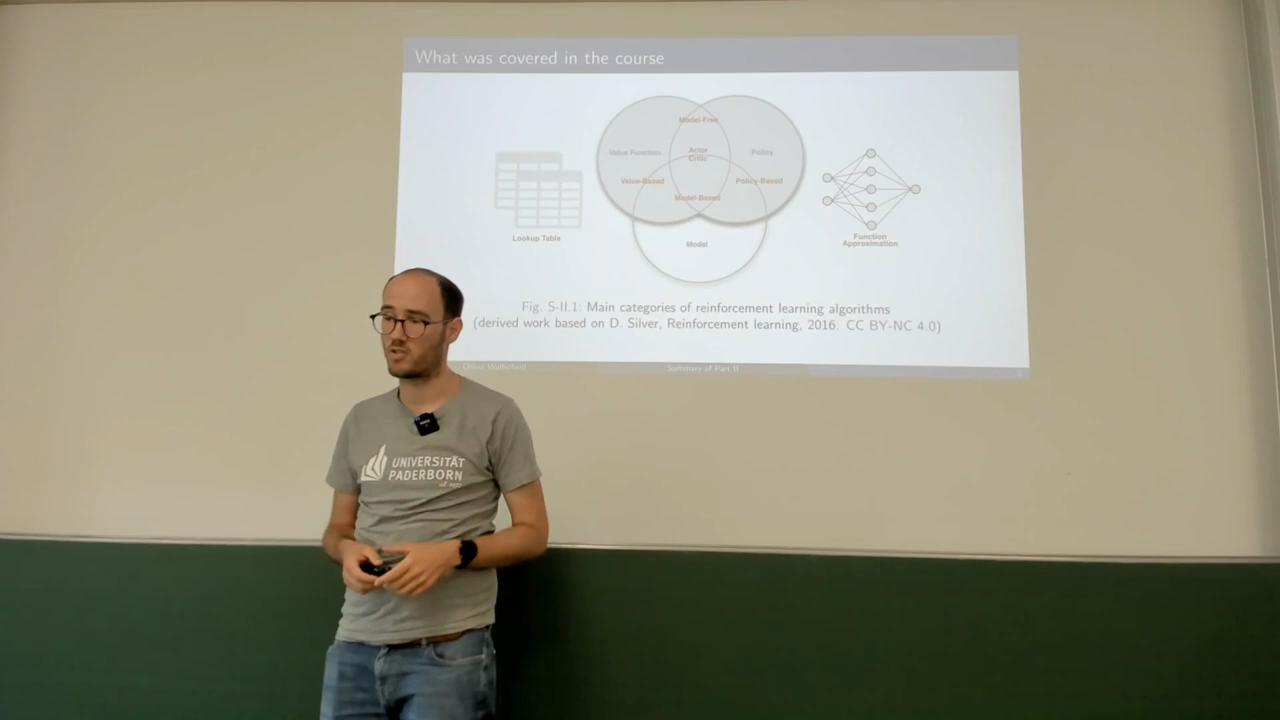 What was covered in the course
Model-Free
Value Function
Actor
Critic
Policy
Value-Based
Policy-Based
Model-Based
Model
Lookup Table
Function
Approximation
Fig. S-II.1: Main categories of reinforcement learning algorithms
(derived work based on D. Silver, Reinforcement learning, 2016. CC BY-NC 4.0)
Summary of Part II
UNIVERSITÄT
PADERBORN